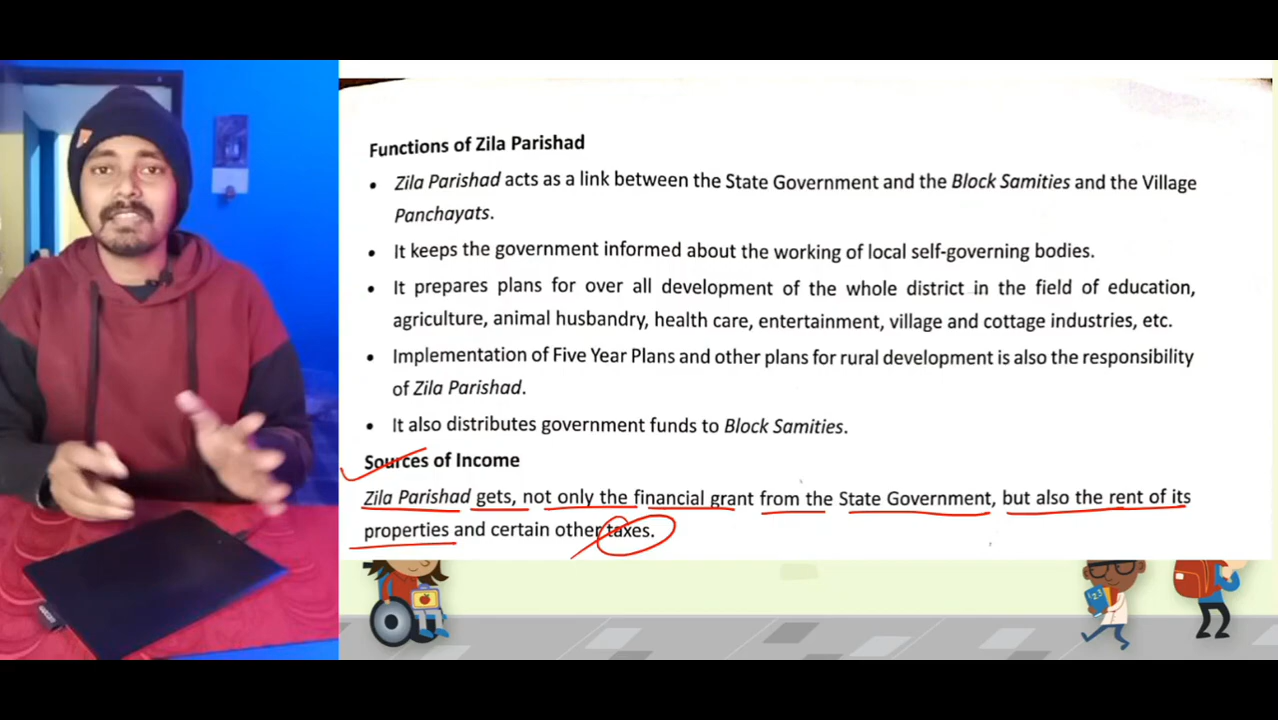 Functions of Zila Parishad
• Zila Parishad acts as a link between the State Government and the Block Samities and the Village
Panchayats.
• It keeps the government informed about the working of local self-governing bodies.
• It prepares plans for over all development of the whole district in the field of education,
agriculture, animal husbandry, health care, entertainment, village and cottage industries, etc.
• Implementation of Five Year Plans and other plans for rural development is also the responsibility
of Zila Parishad.
• It also distributes government funds to Block Samities.
Sources of Income
Zila Parishad gets, not only the financial grant from the State Government, but also the rent of its
properties and certain other taxes.